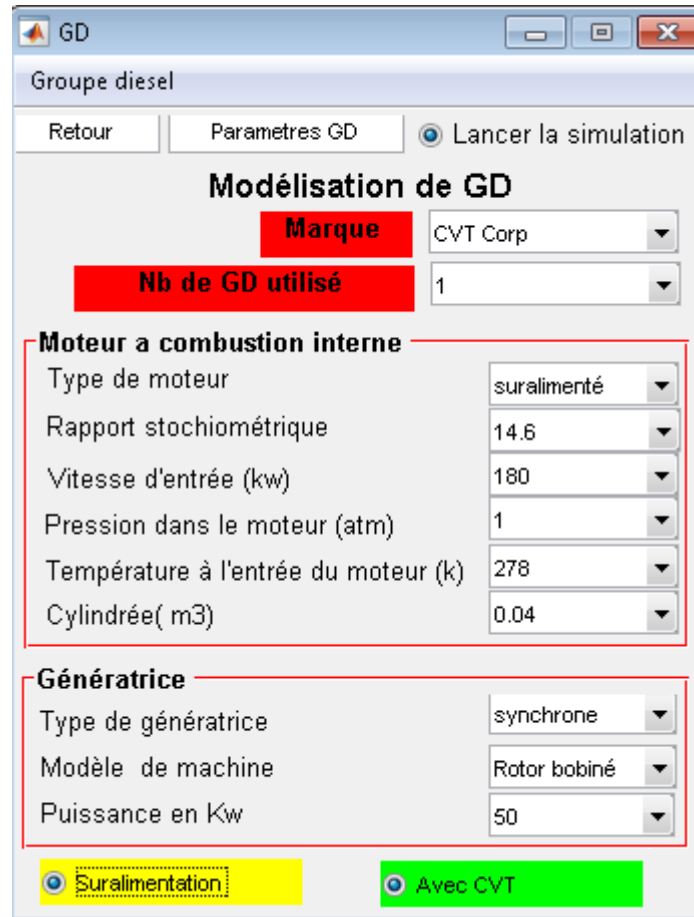 GD
Groupe diesel
Retour Parametres GD Lancer la simulation
Modélisation de GD
Marque CVT Corp
Nb de GD utilisé 1
Moteur a combustion interne
Type de moteur suralimenté
Rapport stochiométrique 14.6
Vitesse d'entrée (kw) 180
Pression dans le moteur (atm) 1
Température à l'entrée du moteur (k) 278
Cylindrée( m3) 0.04
Génératrice
Type de génératrice synchrone
Modèle de machine Rotor bobiné
Puissance en Kw 50
Suralimentation Avec CVT